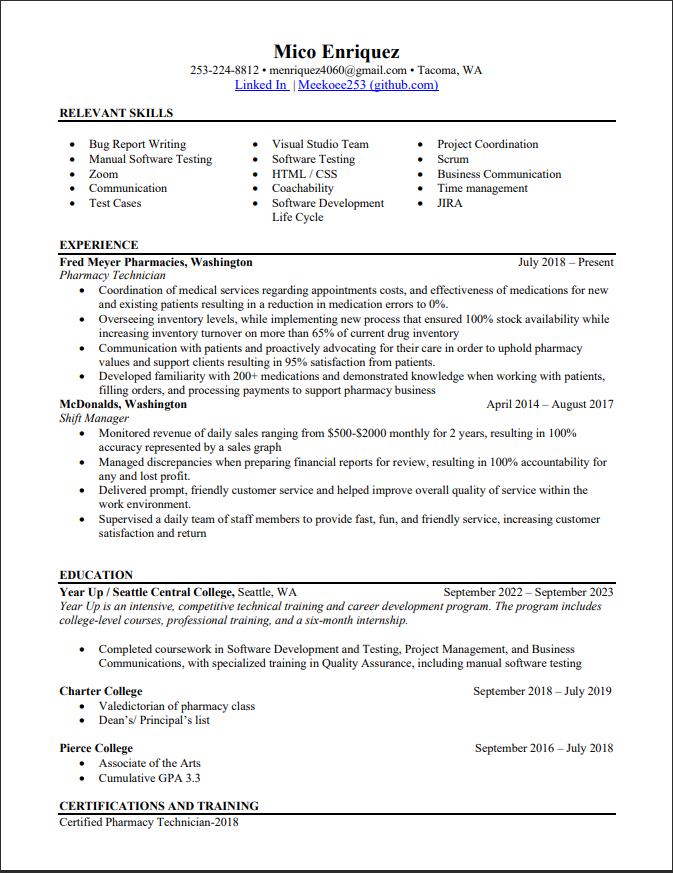 Mico Enriquez
253-224-8812 • menriquez4060@gmail.com • Tacoma, WA
Linked In | Meekoee253 (github.com)
RELEVANT SKILLS
• Bug Report Writing
• Manual Software Testing
• Zoom
• Communication
• Test Cases
• Visual Studio Team
• Software Testing
• HTML / CSS
• Coachability
• Software Development
Life Cycle
• Project Coordination
• Scrum
• Business Communication
• Time management
• JIRA
EXPERIENCE
Fred Meyer Pharmacies, Washington July 2018 – Present
Pharmacy Technician
• Coordination of medical services regarding appointments costs, and effectiveness of medications for new
and existing patients resulting in a reduction in medication errors to 0%.
• Overseeing inventory levels, while implementing new process that ensured 100% stock availability while
increasing inventory turnover on more than 65% of current drug inventory
• Communication with patients and proactively advocating for their care in order to uphold pharmacy
values and support clients resulting in 95% satisfaction from patients.
• Developed familiarity with 200+ medications and demonstrated knowledge when working with patients,
filling orders, and processing payments to support pharmacy business
McDonalds, Washington April 2014 – August 2017
Shift Manager
• Monitored revenue of daily sales ranging from $500-$2000 monthly for 2 years, resulting in 100%
accuracy represented by a sales graph
• Managed discrepancies when preparing financial reports for review, resulting in 100% accountability for
any and lost profit.
• Delivered prompt, friendly customer service and helped improve overall quality of service within the
work environment.
• Supervised a daily team of staff members to provide fast, fun, and friendly service, increasing customer
satisfaction and return
EDUCATION
Year Up / Seattle Central College, Seattle, WA September 2022 – September 2023
Year Up is an intensive, competitive technical training and career development program. The program includes
college-level courses, professional training, and a six-month internship.
• Completed coursework in Software Development and Testing, Project Management, and Business
Communications, with specialized training in Quality Assurance, including manual software testing
Charter College September 2018 – July 2019
• Valedictorian of pharmacy class
• Dean's/ Principal's list
Pierce College September 2016 – July 2018
• Associate of the Arts
• Cumulative GPA 3.3
CERTIFICATIONS AND TRAINING
Certified Pharmacy Technician-2018